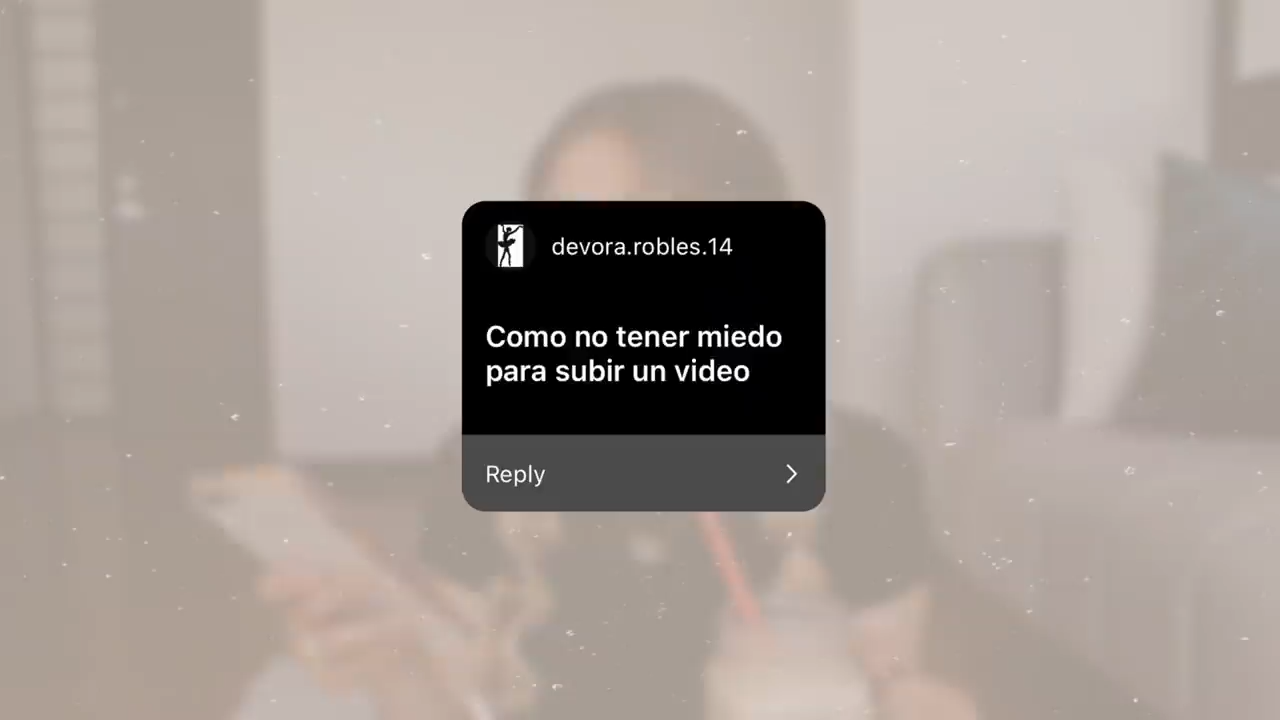 devora.robles.14
Como no tener miedo
para subir un video
Reply